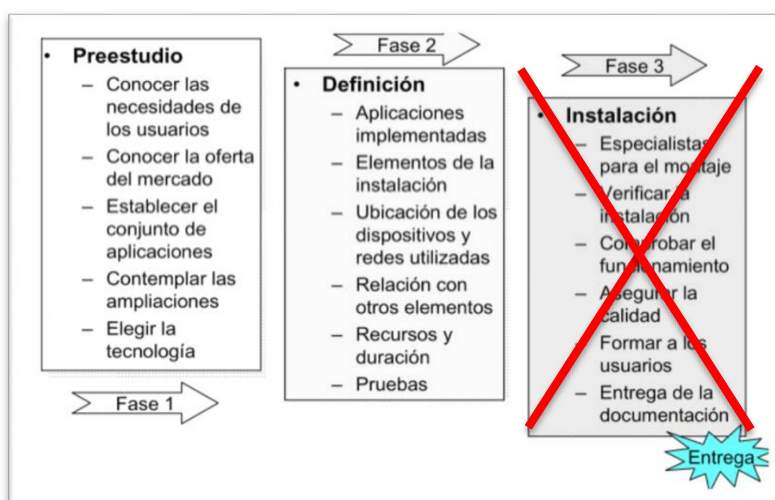 • Preestudio
– Conocer las
necesidades de
los usuarios
– Conocer la oferta
del mercado
– Establecer el
conjunto de
aplicaciones
– Contemplar las
ampliaciones
– Elegir la
tecnología
Fase 1
Fase 2
• Definición
– Aplicaciones
implementadas
– Elementos de la
instalación
– Ubicación de los
dispositivos y
redes utilizadas
– Relación con
otros elementos
– Recursos y
duración
– Pruebas
Fase 3
• Instalación
– Especialistas
para el montaje
– Verificar la
instalación
– Comprobar el
funcionamiento
– Asegurar la
calidad
– Formar a los
usuarios
– Entrega de la
documentación
Entrega